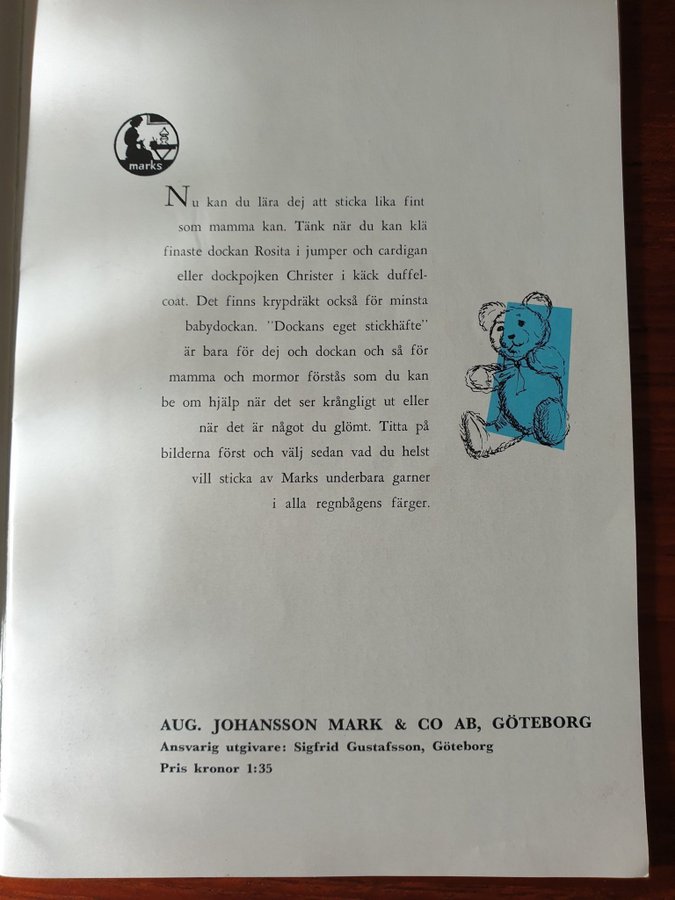 marks
Nu kan du lära dej att sticka lika fint
som mamma kan. Tänk när du kan klä
finaste dockan Rosita i jumper och cardigan
eller dockpojken Christer i käck duffel-
coat. Det finns krypdräkt också för minsta
babydockan. "Dockans eget stickhäfte"
är bara för dej och dockan och så för
mamma och mormor förstås som du kan
be om hjälp när det ser krångligt ut eller
när det är något du glömt. Titta på
bilderna först och välj sedan vad du helst
vill sticka av Marks underbara garner
i alla regnbågens färger.
AUG. JOHANSSON MARK & CO AB, GÖTEBORG
Ansvarig utgivare: Sigfrid Gustafsson, Göteborg
Pris kronor 1:35